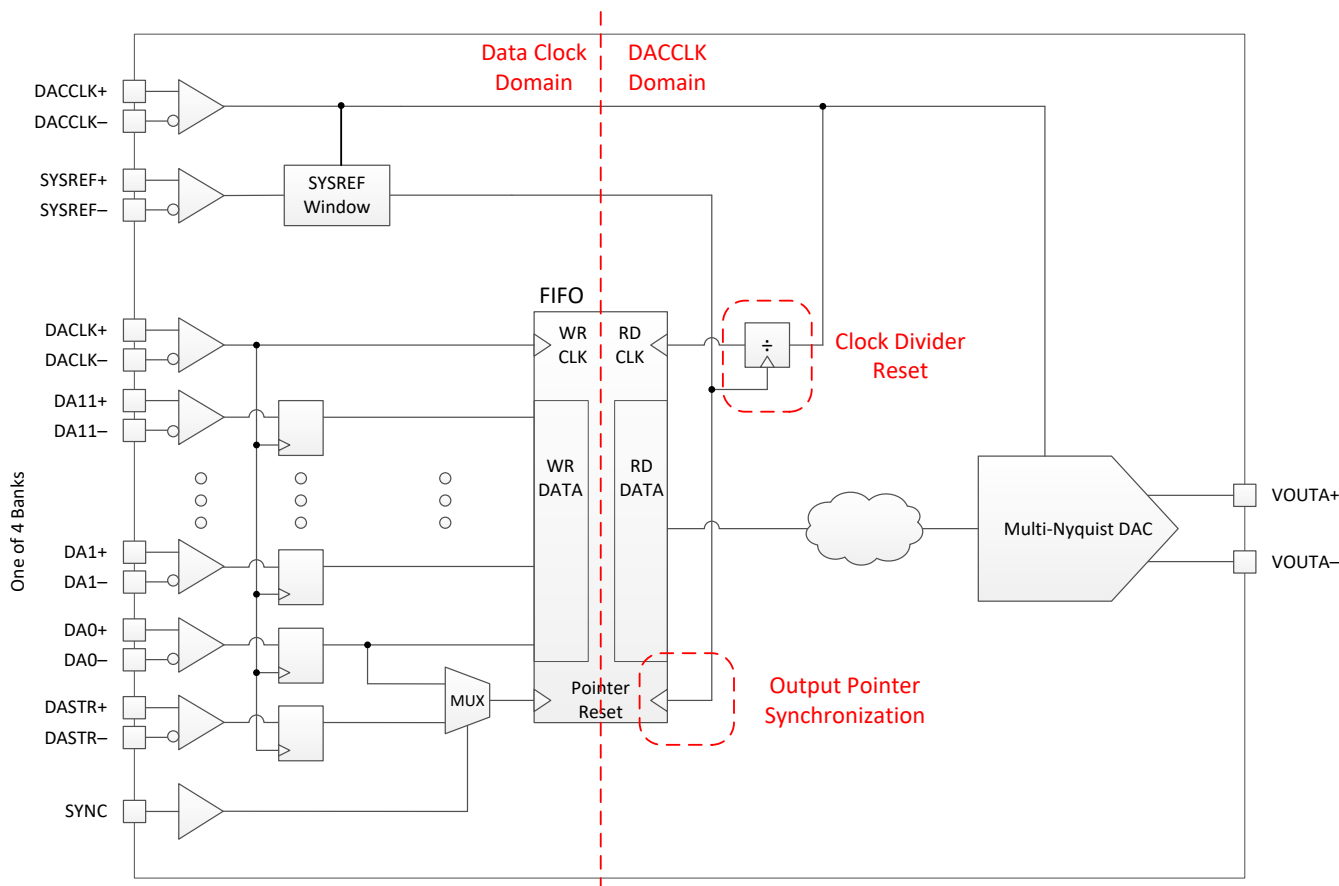 Data Clock
Domain
DACCLK
Domain
DACCLK+
DACCLK–
SYSREF+
SYSREF–
SYSREF
Window
FIFO
DACLK+
DACLK–
WR
CLK
RD
CLK
÷
Clock Divider
Reset
DA11+
DA11–
One of 4 Banks
WR
DATA
RD
DATA
Multi-Nyquist DAC
VOUTA+
VOUTA–
DA1+
DA1–
DA0+
DA0–
DASTR+
DASTR–
MUX
Pointer
Reset
Output Pointer
Synchronization
SYNC